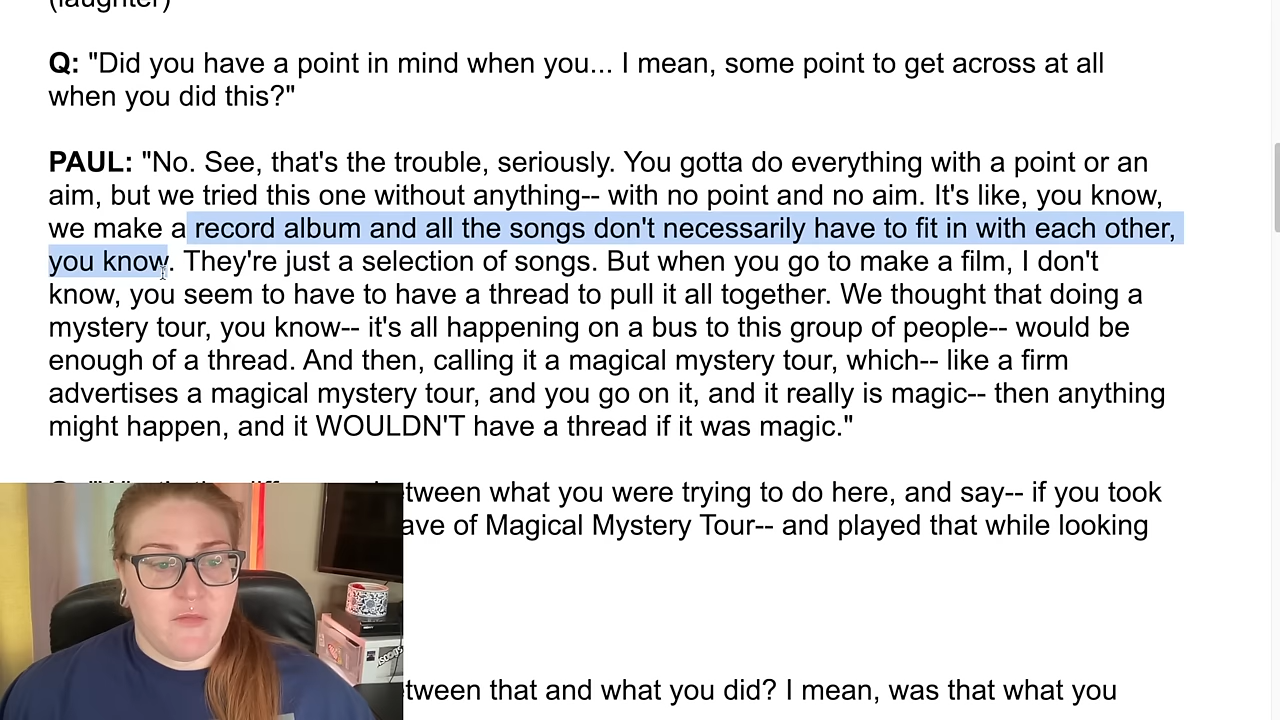 (laughter)
Q: "Did you have a point in mind when you... I mean, some point to get across at all
when you did this?"
PAUL: "No. See, that's the trouble, seriously. You gotta do everything with a point or an
aim, but we tried this one without anything-- with no point and no aim. It's like, you know,
we make a record album and all the songs don't necessarily have to fit in with each other,
you know. They're just a selection of songs. But when you go to make a film, I don't
know, you seem to have to have a thread to pull it all together. We thought that doing a
mystery tour, you know-- it's all happening on a bus to this group of people-- would be
enough of a thread. And then, calling it a magical mystery tour, which-- like a firm
advertises a magical mystery tour, and you go on it, and it really is magic-- then anything
might happen, and it WOULDN'T have a thread if it was magic."
what you were trying to do here, and say-- if you took
of Magical Mystery Tour-- and played that while looking
that and what you did? I mean, was that what you